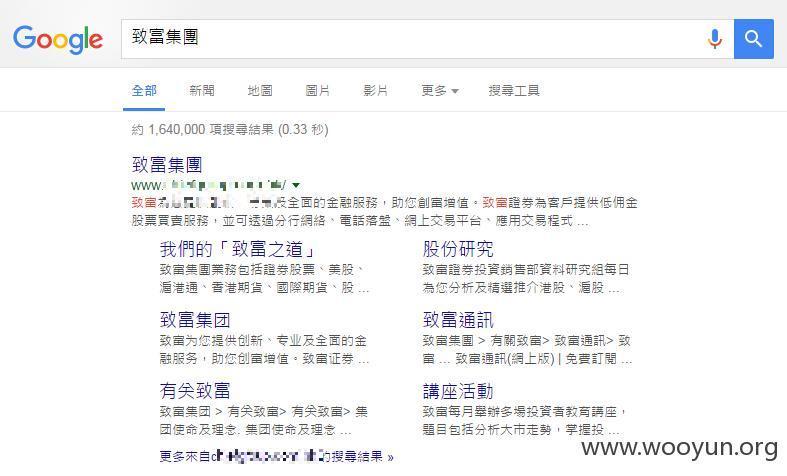 Google
致富集團
全部 新聞 地圖 圖片 影片 更多 搜尋工具
約 1,640,000 項搜尋結果 (0.33 秒)
致富集團
www.
致富為 及全面的金融服務，助您創富增值。致富證券為客戶提供低佣金
股票買賣服務，並可透過分行網絡、電話落盤、網上交易平台、應用交易程式 ...
我們的「致富之道」
致富集團業務包括證券股票、美股、
滬港通、香港期貨、國際期貨、股 ...
股份研究
致富證券投資銷售部資料研究組每日
為您分析及精選推介港股、滬股 ...
致富集团
致富为您提供创新、专业及全面的金
融服务，助您创富增值。致富证券 ...
致富通訊
致富集團 > 有關致富> 致富通訊> 致
富 ... 致富通訊(網上版) | 免費訂閱 ...
有关致富
致富集团 > 有关致富> 有关致富> 集
团使命及理念. 集团使命及理念 ...
講座活動
致富每月舉辦多場投資者教育講座，
題目包括分析大市走勢，掌握投 ...
更多來自 的搜尋結果 »
www.wooyun.org